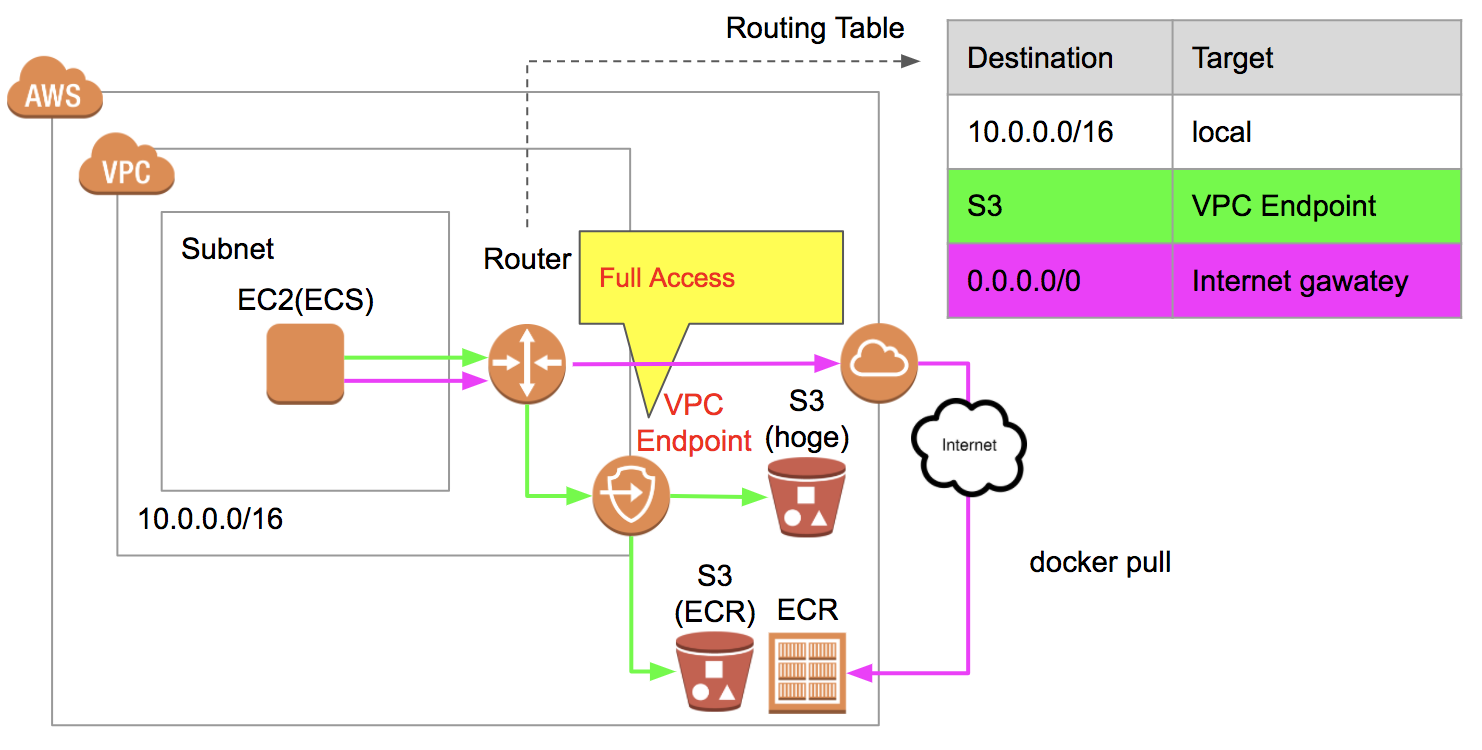 Routing Table
Destination Target
10.0.0.0/16 local
S3 VPC Endpoint
0.0.0.0/0 Internet gawatey
AWS
VPC
Subnet
EC2(ECS)
Router
Full Access
VPC
Endpoint
S3
(hoge)
Internet
10.0.0.0/16
docker pull
S3
(ECR)
ECR